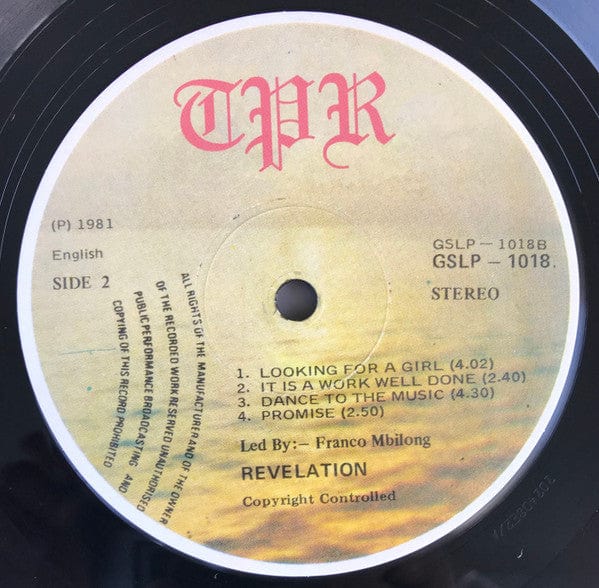 TPR
(P) 1981
English
SIDE 2
GSLP – 1018B
GSLP – 1018.
STEREO
ALL RIGHTS OF THE MANUFACTURER AND OF THE OWNER
OF THE RECORDED WORK RESERVED UNAUTHORISED
PUBLIC PERFORMANCE BROADCASTING AND
COPYING OF THIS RECORD PROHIBITED
1. LOOKING FOR A GIRL (4.02)
2. IT IS A WORK WELL DONE (2.40)
3. DANCE TO THE MUSIC (4.30)
4. PROMISE (2.50)
Led By:– Franco Mbilong
REVELATION
Copyright Controlled